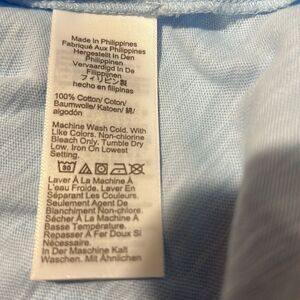 Made In Philippines
Fabriqué Aux Philippines
Hergestellt In Den
Philippinen
Vervaardigd In De
Filippijnen
フィリピン製
hecho en filipinas
100% Cotton/ Coton/
Baumwolle/ Katoen/ 綿/
algodón
Machine Wash Cold. With
Like Colors. Non-chlorine
Bleach Only. Tumble Dry
Low, Iron On Lowest
Setting.
30
Laver À La Machine À
L'eau Froide. Laver En
Séparant Les Couleurs.
Seulement Agent De
Blanchiment Non-chlore.
Sécher À La Machine À
Basse Température.
Repasser À Fer Doux Si
Nécessaire.
In Der Maschine Kalt
Waschen. Mit Ähnlichen